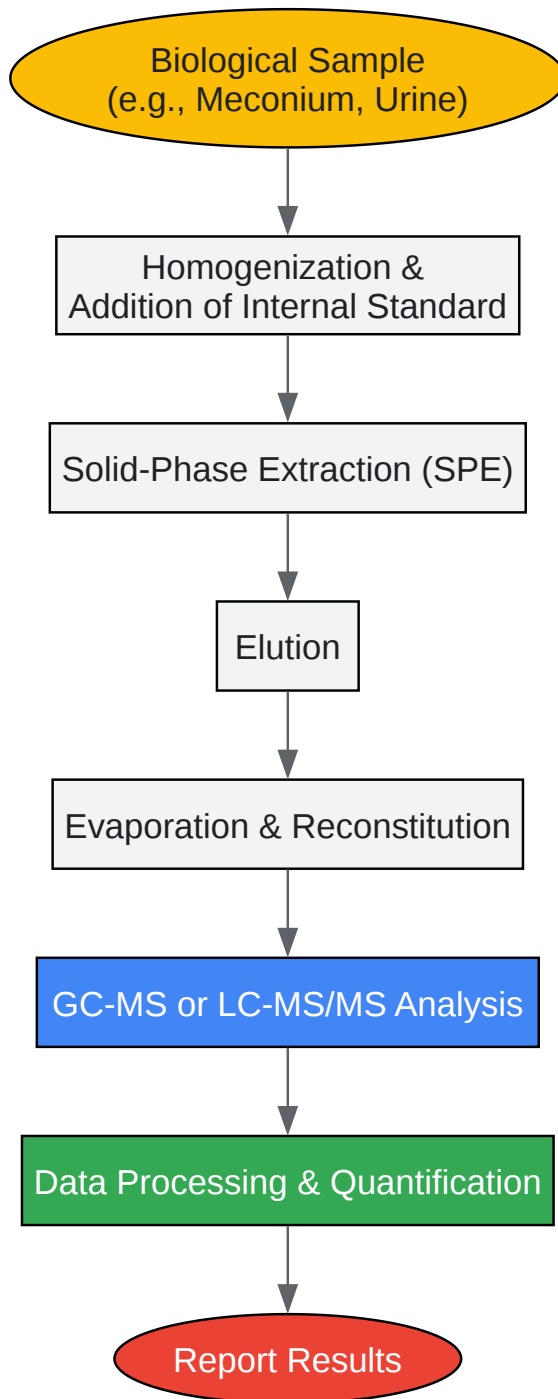 Biological Sample
(e.g., Meconium, Urine)
Homogenization &
Addition of Internal Standard
Solid-Phase Extraction (SPE)
Elution
Evaporation & Reconstitution
GC-MS or LC-MS/MS Analysis
Data Processing & Quantification
Report Results